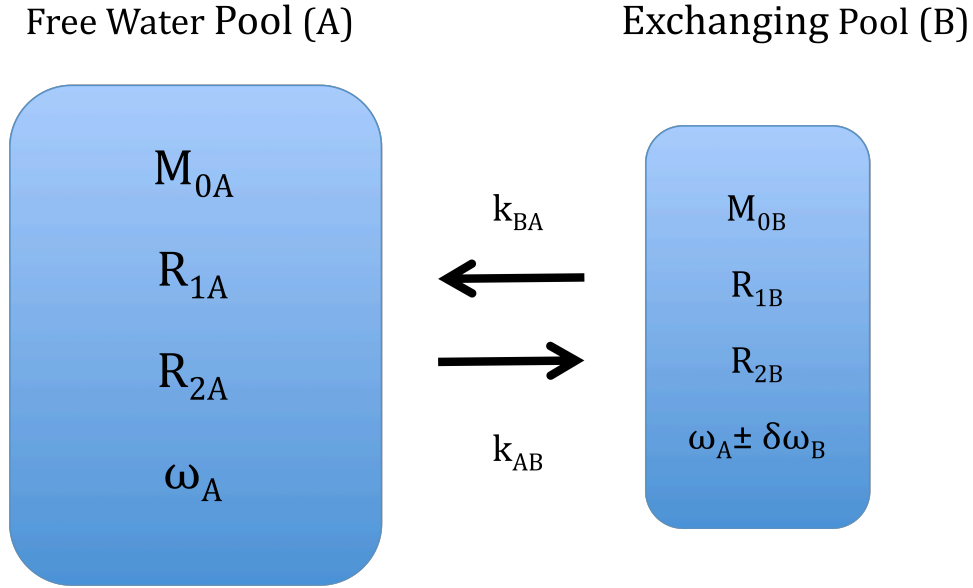 Free Water Pool (A)
Exchanging Pool (B)
M₀A
R₁A
R₂A
ωA
kBA
kAB
M₀B
R₁B
R₂B
ωA± δωB